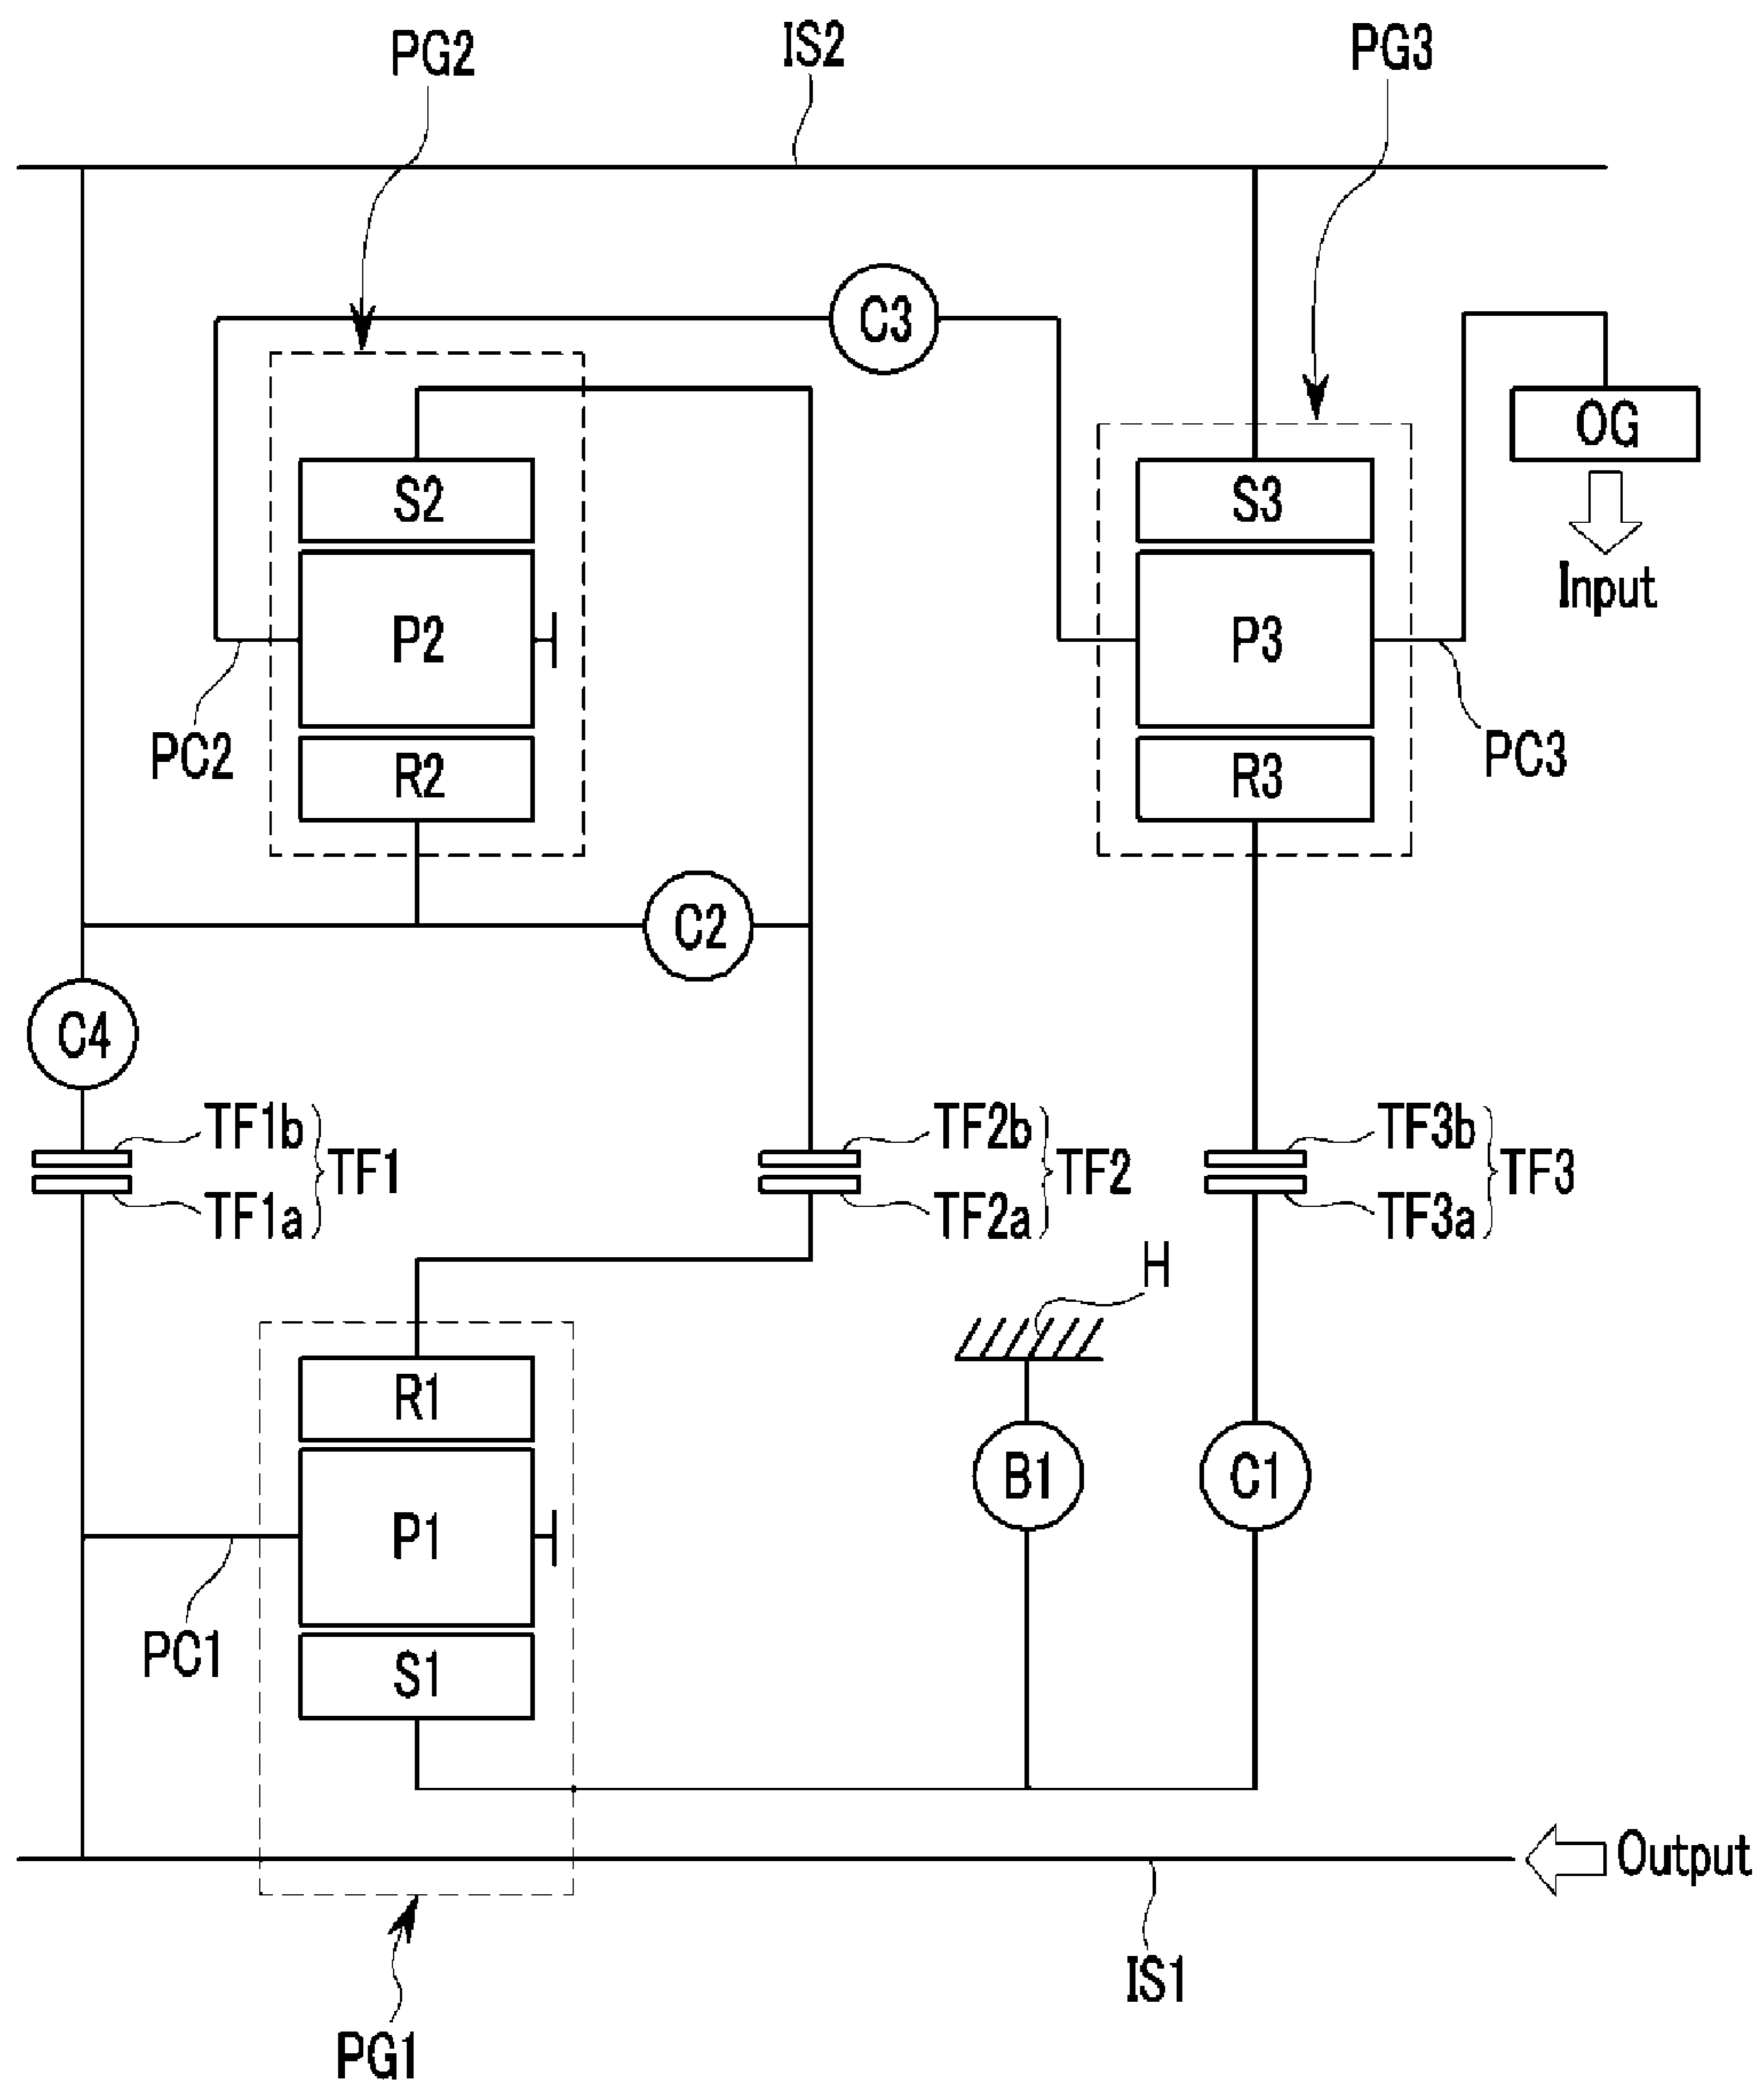 PG2
IS2
PG3
C3
OG
S2
S3
Input
P2
P3
PC2
R2
R3
PC3
C2
C4
TF1b
TF1
TF1a
TF2b
TF2
TF2a
TF3b
TF3
TF3a
H
R1
B1
C1
P1
PC1
S1
Output
IS1
PG1